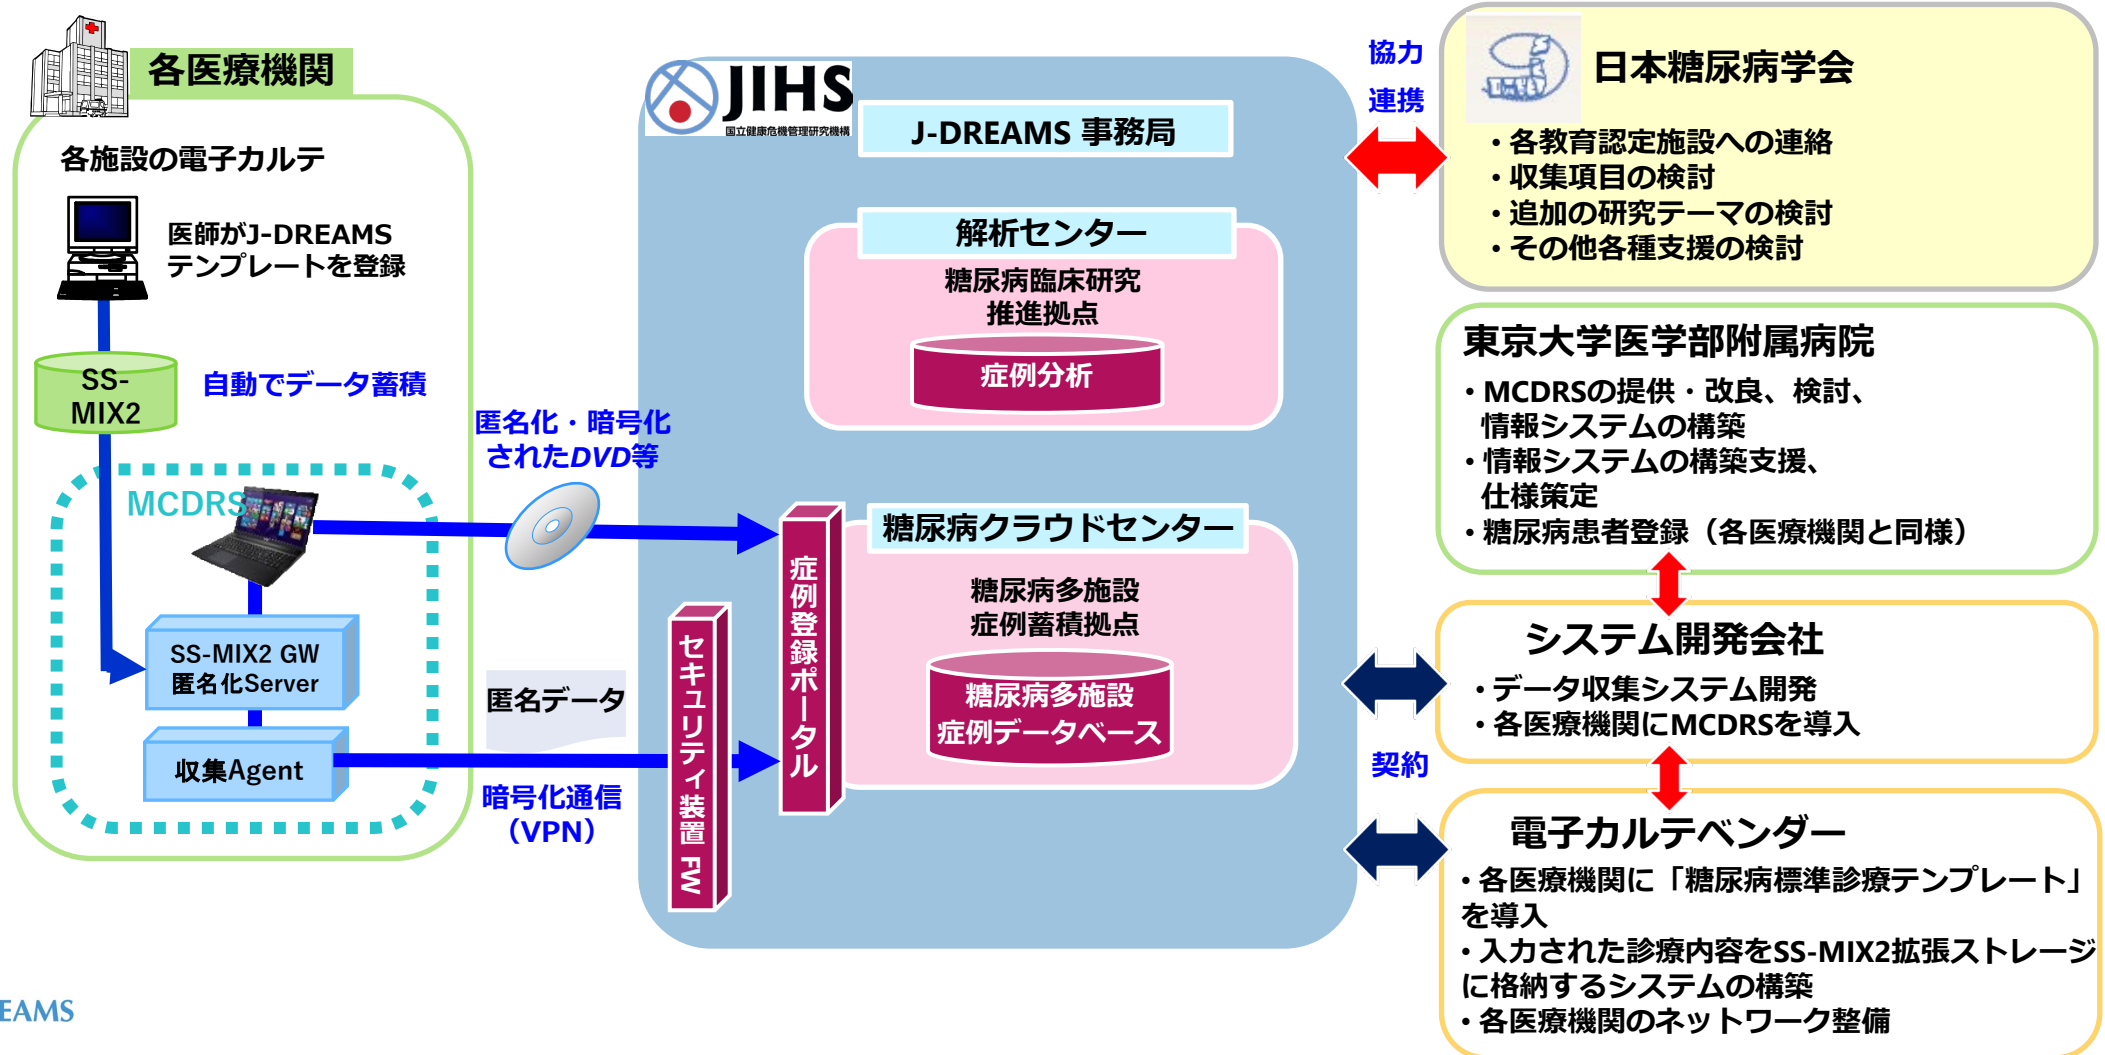 各医療機関
各施設の電子カルテ
医師がJ-DREAMS
テンプレートを登録
SS-
MIX2
自動でデータ蓄積
MCDRS
SS-MIX2 GW
匿名化Server
収集Agent
匿名化・暗号化
されたDVD等
匿名データ
暗号化通信
（VPN）
JIHS
国立健康危機管理研究機構
J-DREAMS 事務局
解析センター
糖尿病臨床研究
推進拠点
症例分析
糖尿病クラウドセンター
糖尿病多施設
症例蓄積拠点
糖尿病多施設
症例データベース
症例登録ポータル
セキュリティ装置 FW
協力
連携
契約
日本糖尿病学会
・各教育認定施設への連絡
・収集項目の検討
・追加の研究テーマの検討
・その他各種支援の検討
東京大学医学部附属病院
・MCDRSの提供・改良、検討、
情報システムの構築
・情報システムの構築支援、
仕様策定
・糖尿病患者登録（各医療機関と同様）
システム開発会社
・データ収集システム開発
・各医療機関にMCDRSを導入
電子カルテベンダー
・各医療機関に「糖尿病標準診療テンプレート」
を導入
・入力された診療内容をSS-MIX2拡張ストレージ
に格納するシステムの構築
・各医療機関のネットワーク整備
EAMS